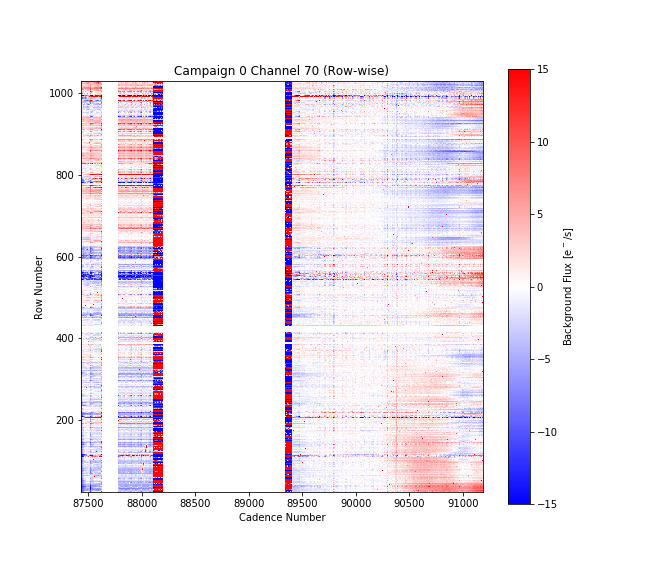 Campaign 0 Channel 70 (Row-wise)
1000
800
600
400
200
Row Number
87500 88000 88500 89000 89500 90000 90500 91000
Cadence Number
15
10
5
0
−5
−10
−15
Background Flux [e⁻/s]